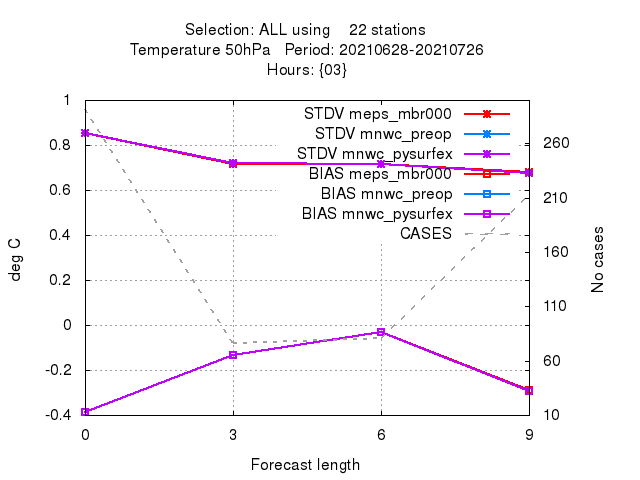 Selection: ALL using    22 stations
Temperature 50hPa   Period: 20210628-20210726
Hours: {03}
STDV meps_mbr000
STDV mnwc_preop
STDV mnwc_pysurfex
BIAS meps_mbr000
BIAS mnwc_preop
BIAS mnwc_pysurfex
CASES
1
0.8
0.6
0.4
0.2
0
-0.2
-0.4
deg C
260
210
160
110
60
10
No cases
0 3 6 9
Forecast length